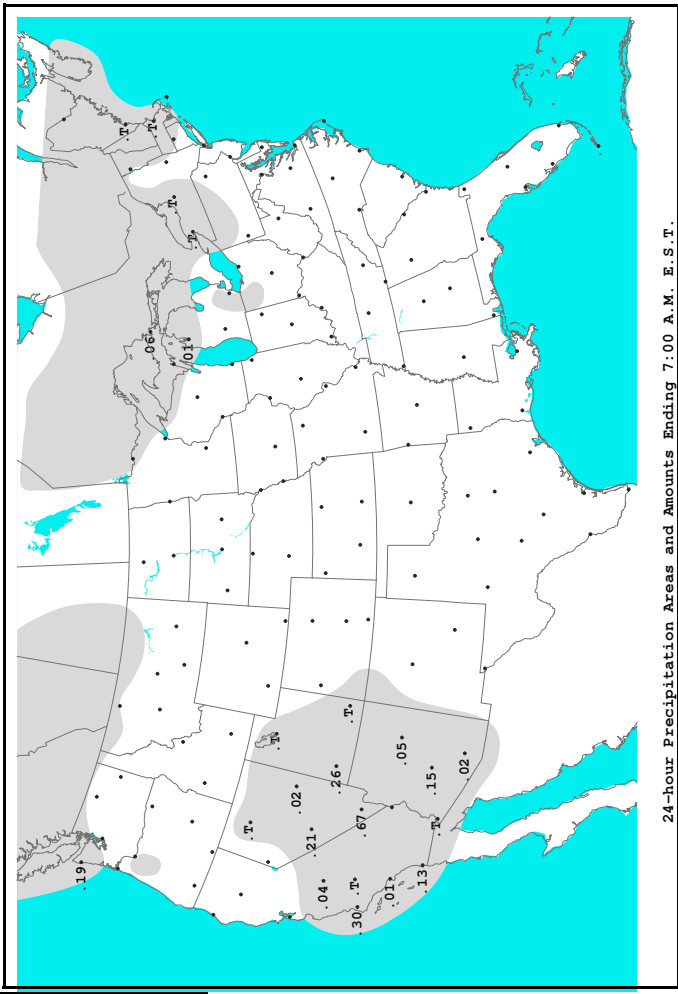 .19
T
.06
T
T
.01
T
T
T
.02
.21
.04
.26
T
T
.30
.67
.01
.05
.13
.15
T
.02
24-hour Precipitation Areas and Amounts Ending 7:00 A.M. E.S.T.